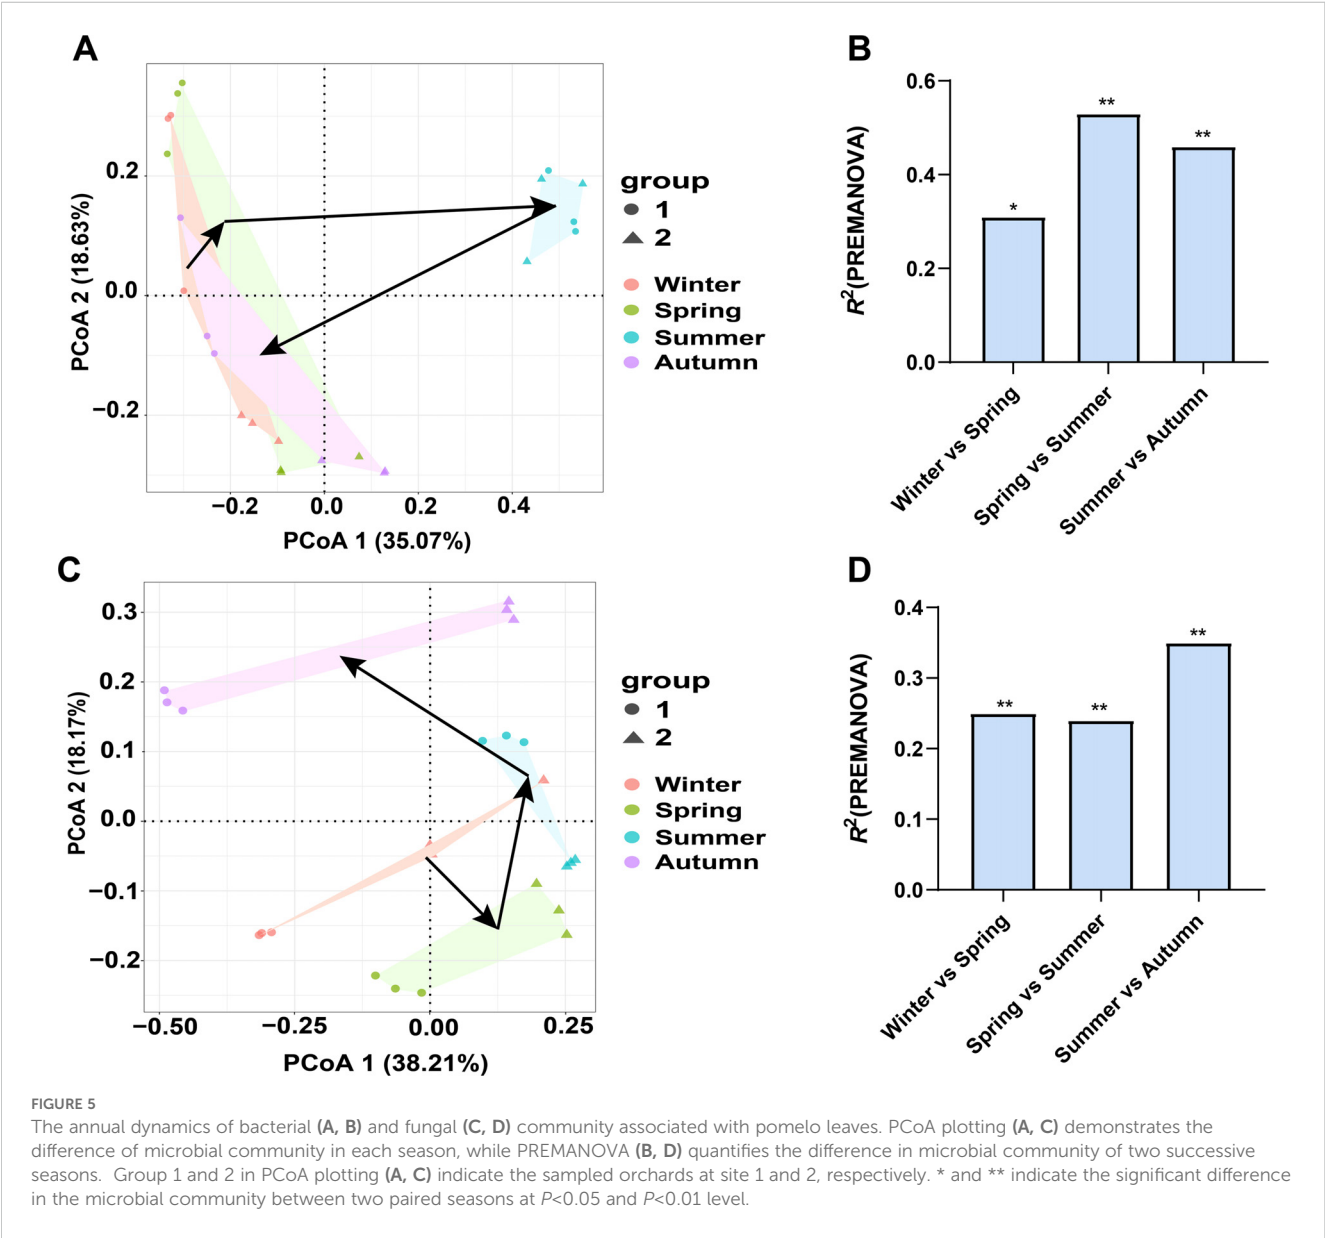 A
0.2
0.0
−0.2
PCoA 2 (18.63%)
−0.2
0.0
0.2
0.4
PCoA 1 (35.07%)
group
1
2
Winter
Spring
Summer
Autumn
B
0.6
0.4
0.2
0.0
R²(PREMANOVA)
*
**
**
Winter vs Spring
Spring vs Summer
Summer vs Autumn
C
0.3
0.2
0.1
0.0
−0.1
−0.2
PCoA 2 (18.17%)
−0.50
−0.25
0.00
0.25
PCoA 1 (38.21%)
group
1
2
Winter
Spring
Summer
Autumn
D
0.4
0.3
0.2
0.1
0.0
R²(PREMANOVA)
**
**
**
Winter vs Spring
Spring vs Summer
Summer vs Autumn
FIGURE 5
The annual dynamics of bacterial (A, B) and fungal (C, D) community associated with pomelo leaves. PCoA plotting (A, C) demonstrates the
difference of microbial community in each season, while PREMANOVA (B, D) quantifies the difference in microbial community of two successive
seasons. Group 1 and 2 in PCoA plotting (A, C) indicate the sampled orchards at site 1 and 2, respectively. * and ** indicate the significant difference
in the microbial community between two paired seasons at P<0.05 and P<0.01 level.